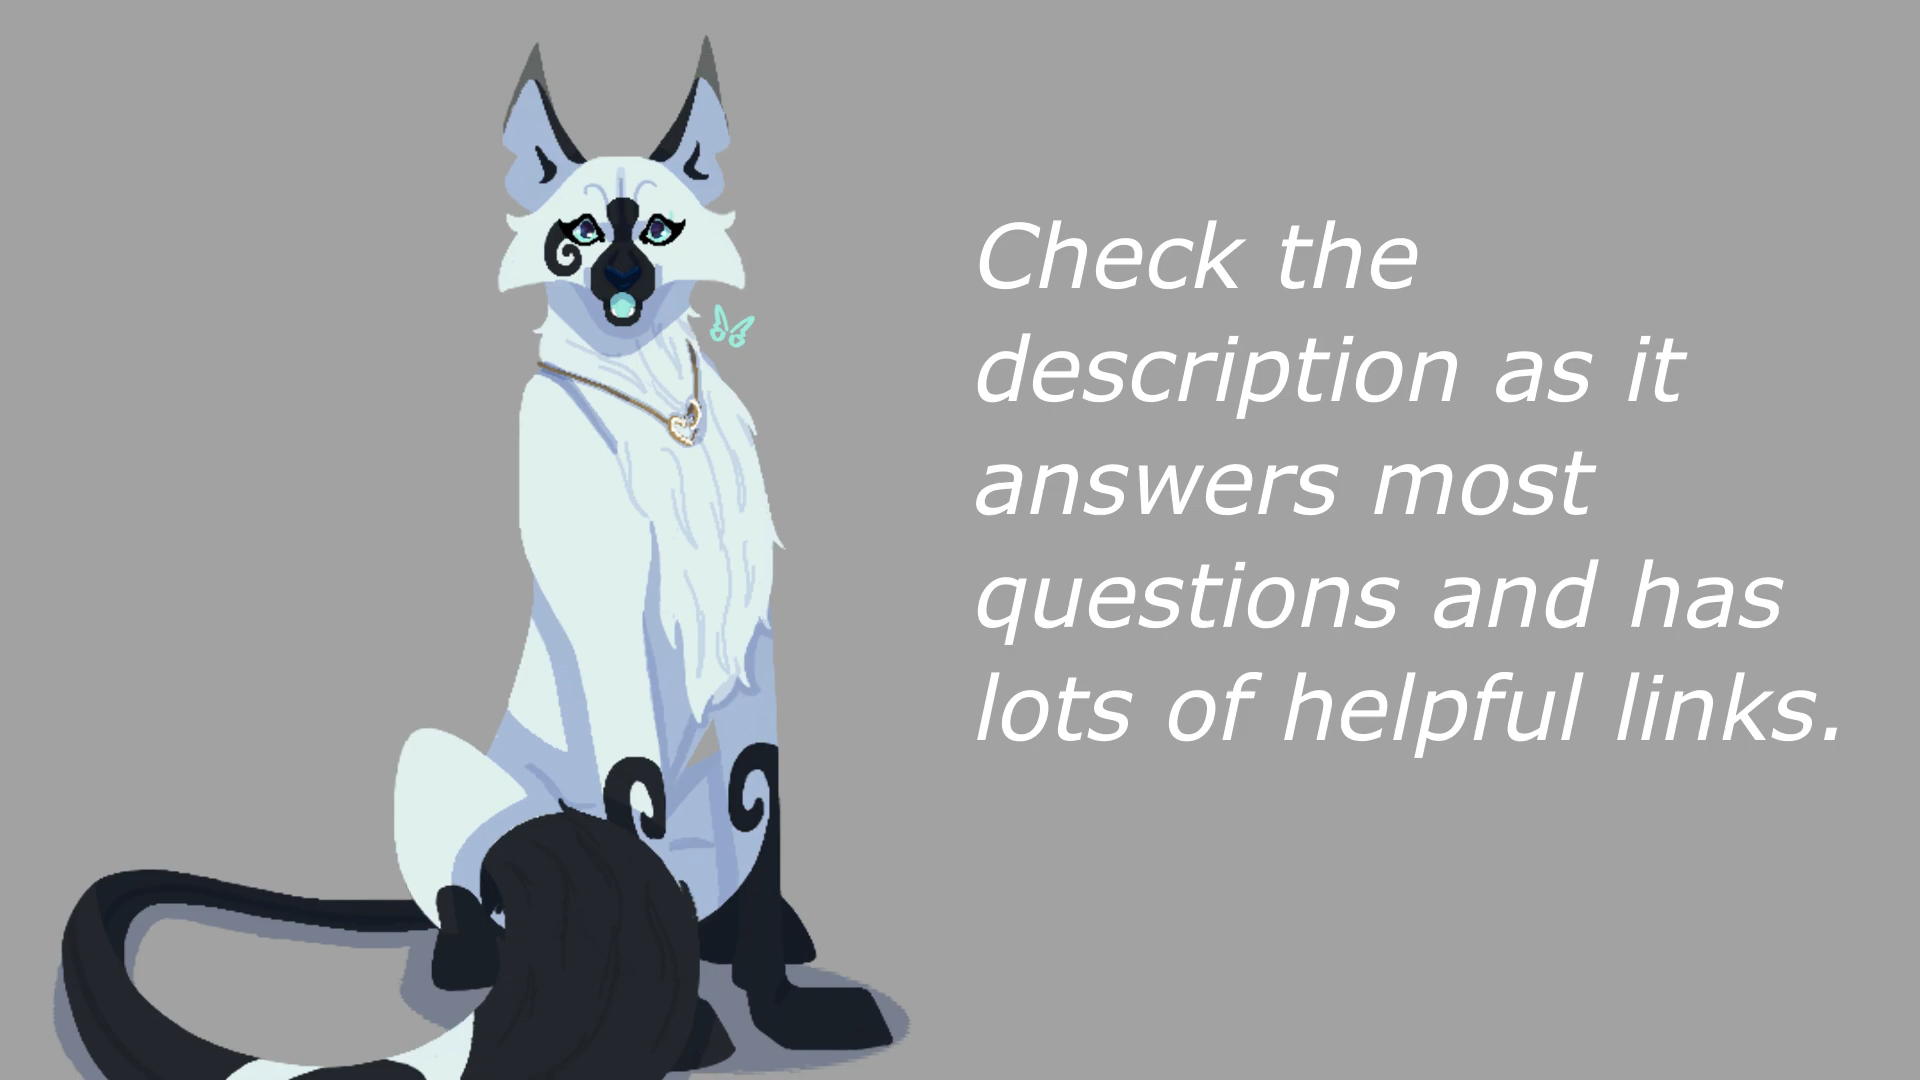 Check the
description as it
answers most
questions and has
lots of helpful links.